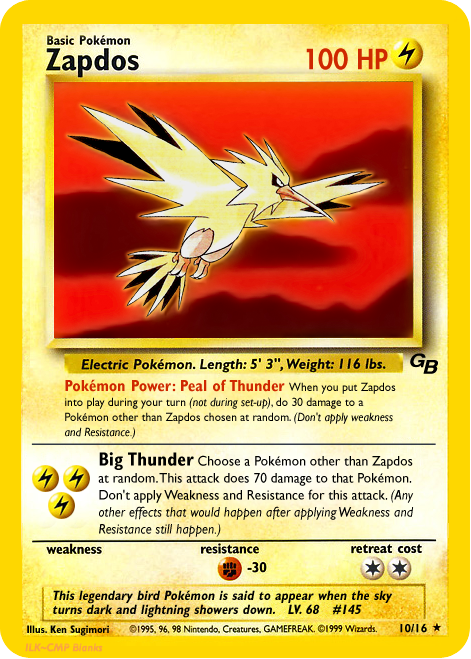 Basic Pokémon
Zapdos 100 HP
Electric Pokémon. Length: 5' 3", Weight: 116 lbs.
GB
Pokémon Power: Peal of Thunder When you put Zapdos
into play during your turn (not during set-up), do 30 damage to a
Pokémon other than Zapdos chosen at random. (Don't apply weakness
and Resistance.)
Big Thunder Choose a Pokémon other than Zapdos
at random. This attack does 70 damage to that Pokémon.
Don't apply Weakness and Resistance for this attack. (Any
other effects that would happen after applying Weakness and
Resistance still happen.)
weakness resistance retreat cost
-30
This legendary bird Pokémon is said to appear when the sky
turns dark and lightning showers down. LV. 68 #145
Illus. Ken Sugimori ©1995, 96, 98 Nintendo, Creatures, GAMEFREAK. ©1999 Wizards. 10/16 ★
ILK~CMF Blanks